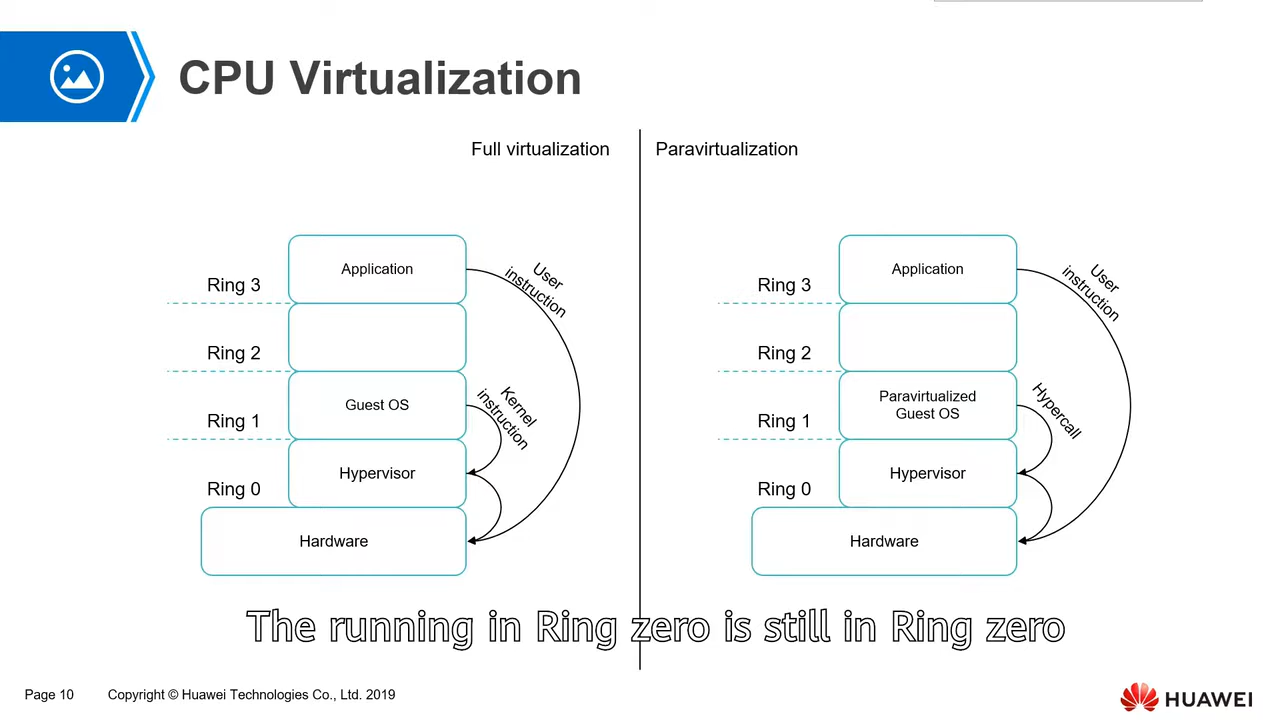 CPU Virtualization
Full virtualization
Paravirtualization
Application
Ring 3
User
instruction
Ring 2
Guest OS
Ring 1
Kernel
instruction
Hypervisor
Ring 0
Hardware
Application
Ring 3
User
instruction
Ring 2
Paravirtualized
Guest OS
Ring 1
Hypercall
Hypervisor
Ring 0
Hardware
The running in Ring zero is still in Ring zero
Page 10
Copyright © Huawei Technologies Co., Ltd. 2019
HUAWEI